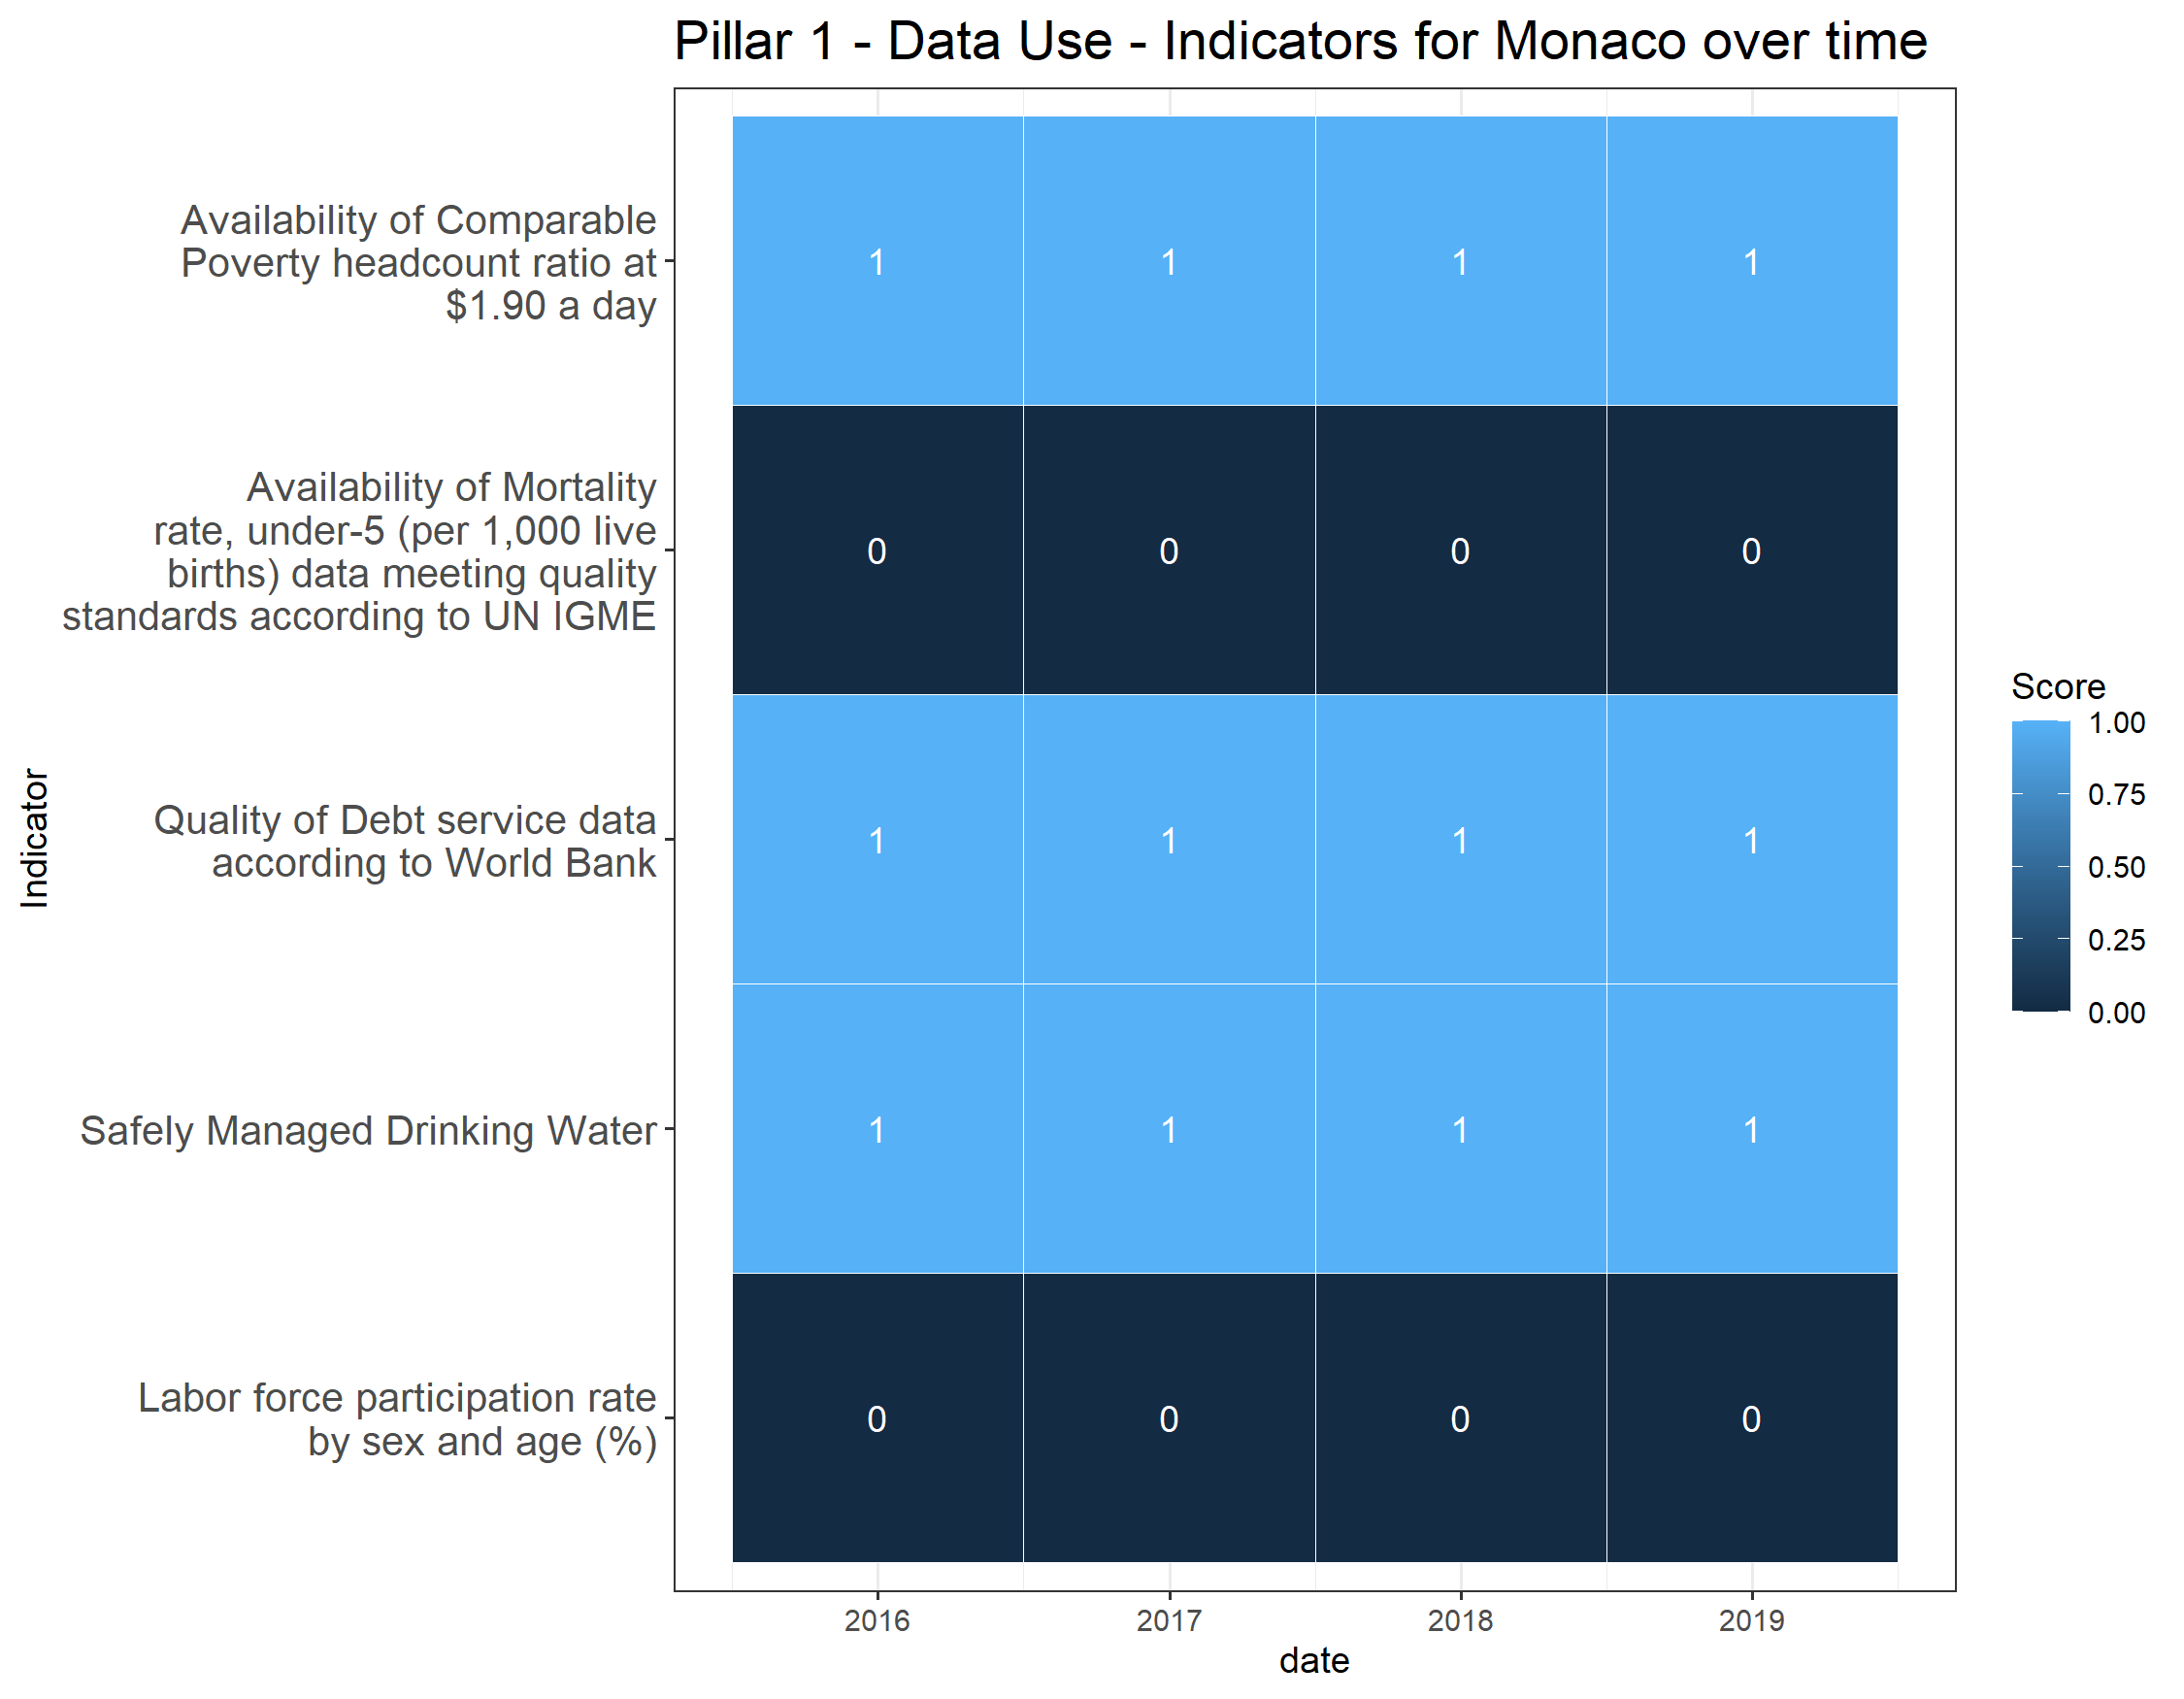 Pillar 1 - Data Use - Indicators for Monaco over time
Indicator
Availability of Comparable
Poverty headcount ratio at
$1.90 a day
1 1 1 1
Availability of Mortality
rate, under-5 (per 1,000 live
births) data meeting quality
standards according to UN IGME
0 0 0 0
Quality of Debt service data
according to World Bank
1 1 1 1
Safely Managed Drinking Water
1 1 1 1
Labor force participation rate
by sex and age (%)
0 0 0 0
2016 2017 2018 2019
date
Score
1.00
0.75
0.50
0.25
0.00